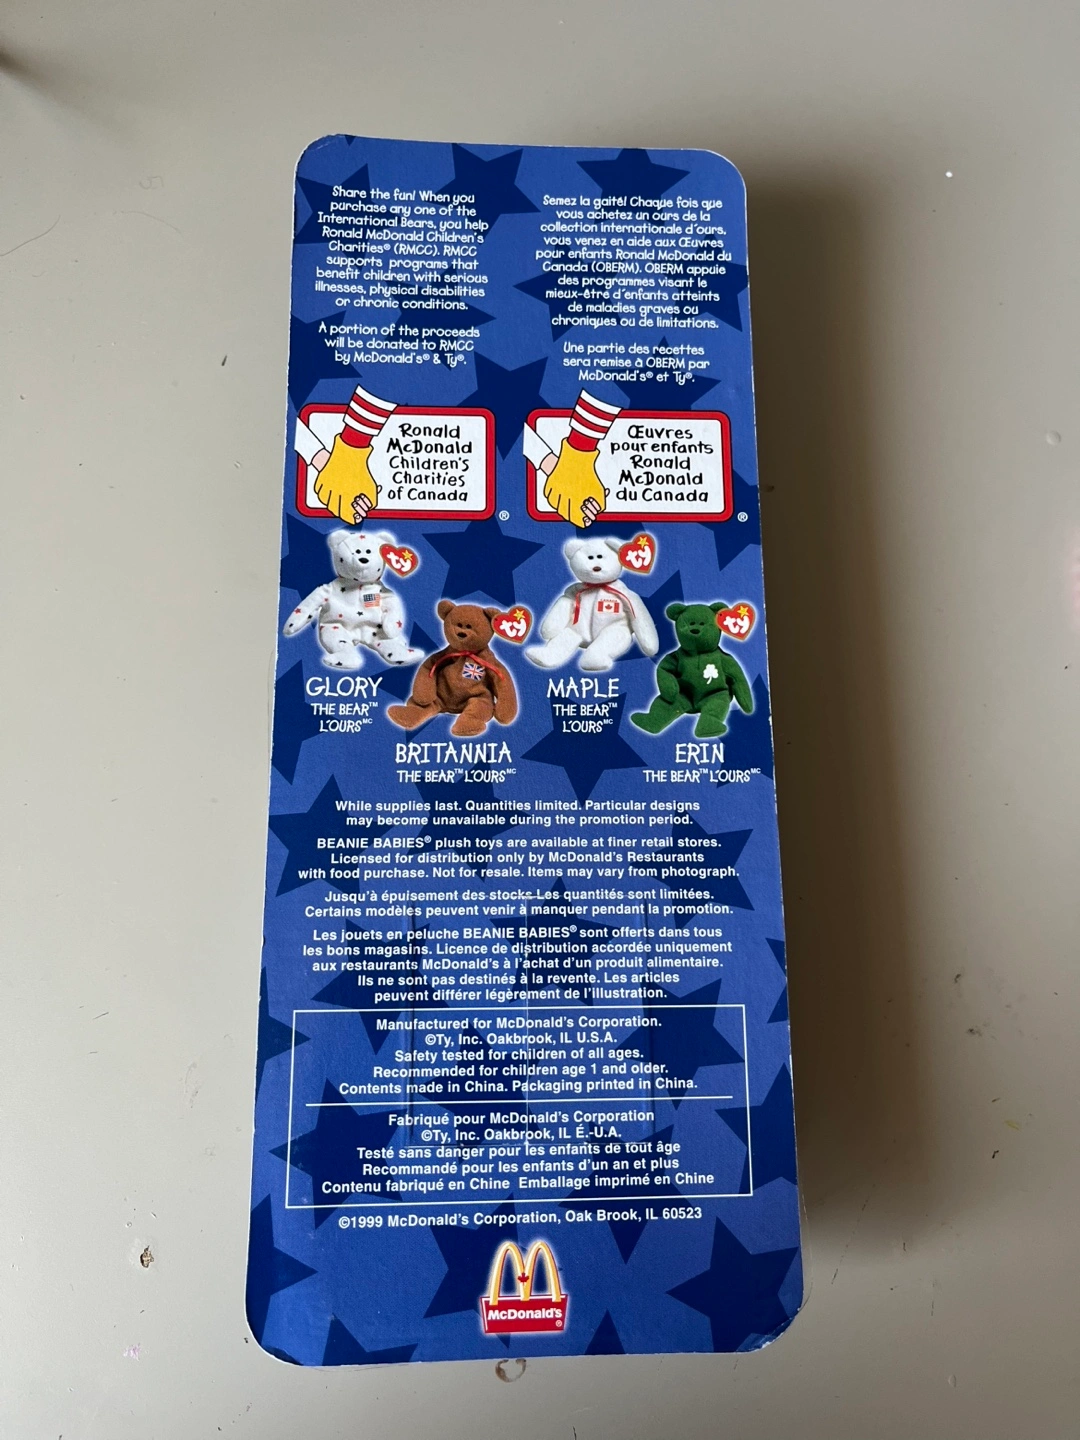 Share the fun! When you
purchase any one of the
International Bears, you help
Ronald McDonald Children's
Charities® (RMCC). RMCC
supports programs that
benefit children with serious
illnesses, physical disabilities
or chronic conditions.
A portion of the proceeds
will be donated to RMCC
by McDonald's® & Ty®.
Semez la gaité! Chaque fois que
vous achetez un ours de la
collection internationale d'ours,
vous venez en aide aux Œuvres
pour enfants Ronald McDonald du
Canada (OBERM). OBERM appuie
des programmes visant le
mieux-être d'enfants atteints
de maladies graves ou
chroniques ou de limitations.
Une partie des recettes
sera remise à OBERM par
McDonald's® et Ty®.
Ronald
McDonald
Children's
Charities
of Canada
®
Œuvres
pour enfants
Ronald
McDonald
du Canada
®
ty
ty
ty
ty
CANADA
GLORY
THE BEAR™
L'OURS MC
BRITANNIA
THE BEAR™ L'OURS MC
MAPLE
THE BEAR™
L'OURS MC
ERIN
THE BEAR™ L'OURS MC
While supplies last. Quantities limited. Particular designs
may become unavailable during the promotion period.
BEANIE BABIES® plush toys are available at finer retail stores.
Licensed for distribution only by McDonald's Restaurants
with food purchase. Not for resale. Items may vary from photograph.
Jusqu'à épuisement des stocks Les quantités sont limitées.
Certains modèles peuvent venir à manquer pendant la promotion.
Les jouets en peluche BEANIE BABIES® sont offerts dans tous
les bons magasins. Licence de distribution accordée uniquement
aux restaurants McDonald's à l'achat d'un produit alimentaire.
Ils ne sont pas destinés à la revente. Les articles
peuvent différer légèrement de l'illustration.
Manufactured for McDonald's Corporation.
©Ty, Inc. Oakbrook, IL U.S.A.
Safety tested for children of all ages.
Recommended for children age 1 and older.
Contents made in China. Packaging printed in China.
Fabriqué pour McDonald's Corporation
©Ty, Inc. Oakbrook, IL É.-U.A.
Testé sans danger pour les enfants de tout âge
Recommandé pour les enfants d'un an et plus
Contenu fabriqué en Chine Emballage imprimé en Chine
©1999 McDonald's Corporation, Oak Brook, IL 60523
McDonald's
®